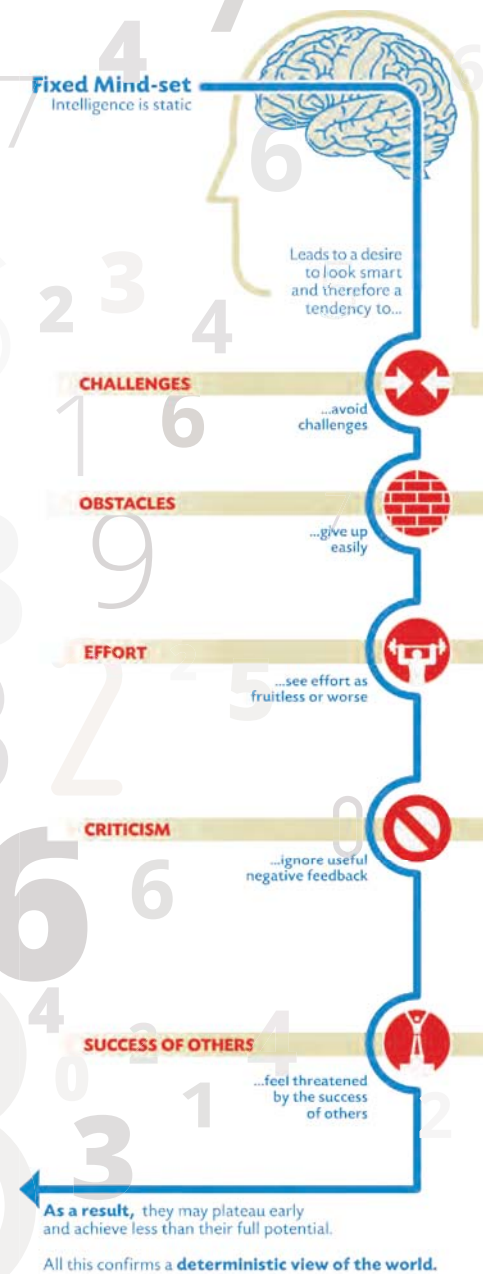 Fixed Mind-set
Intelligence is static
Leads to a desire
to look smart
and therefore a
tendency to...
CHALLENGES
...avoid
challenges
OBSTACLES
...give up
easily
EFFORT
...see effort as
fruitless or worse
CRITICISM
...ignore useful
negative feedback
SUCCESS OF OTHERS
...feel threatened
by the success
of others
As a result, they may plateau early
and achieve less than their full potential.
All this confirms a deterministic view of the world.